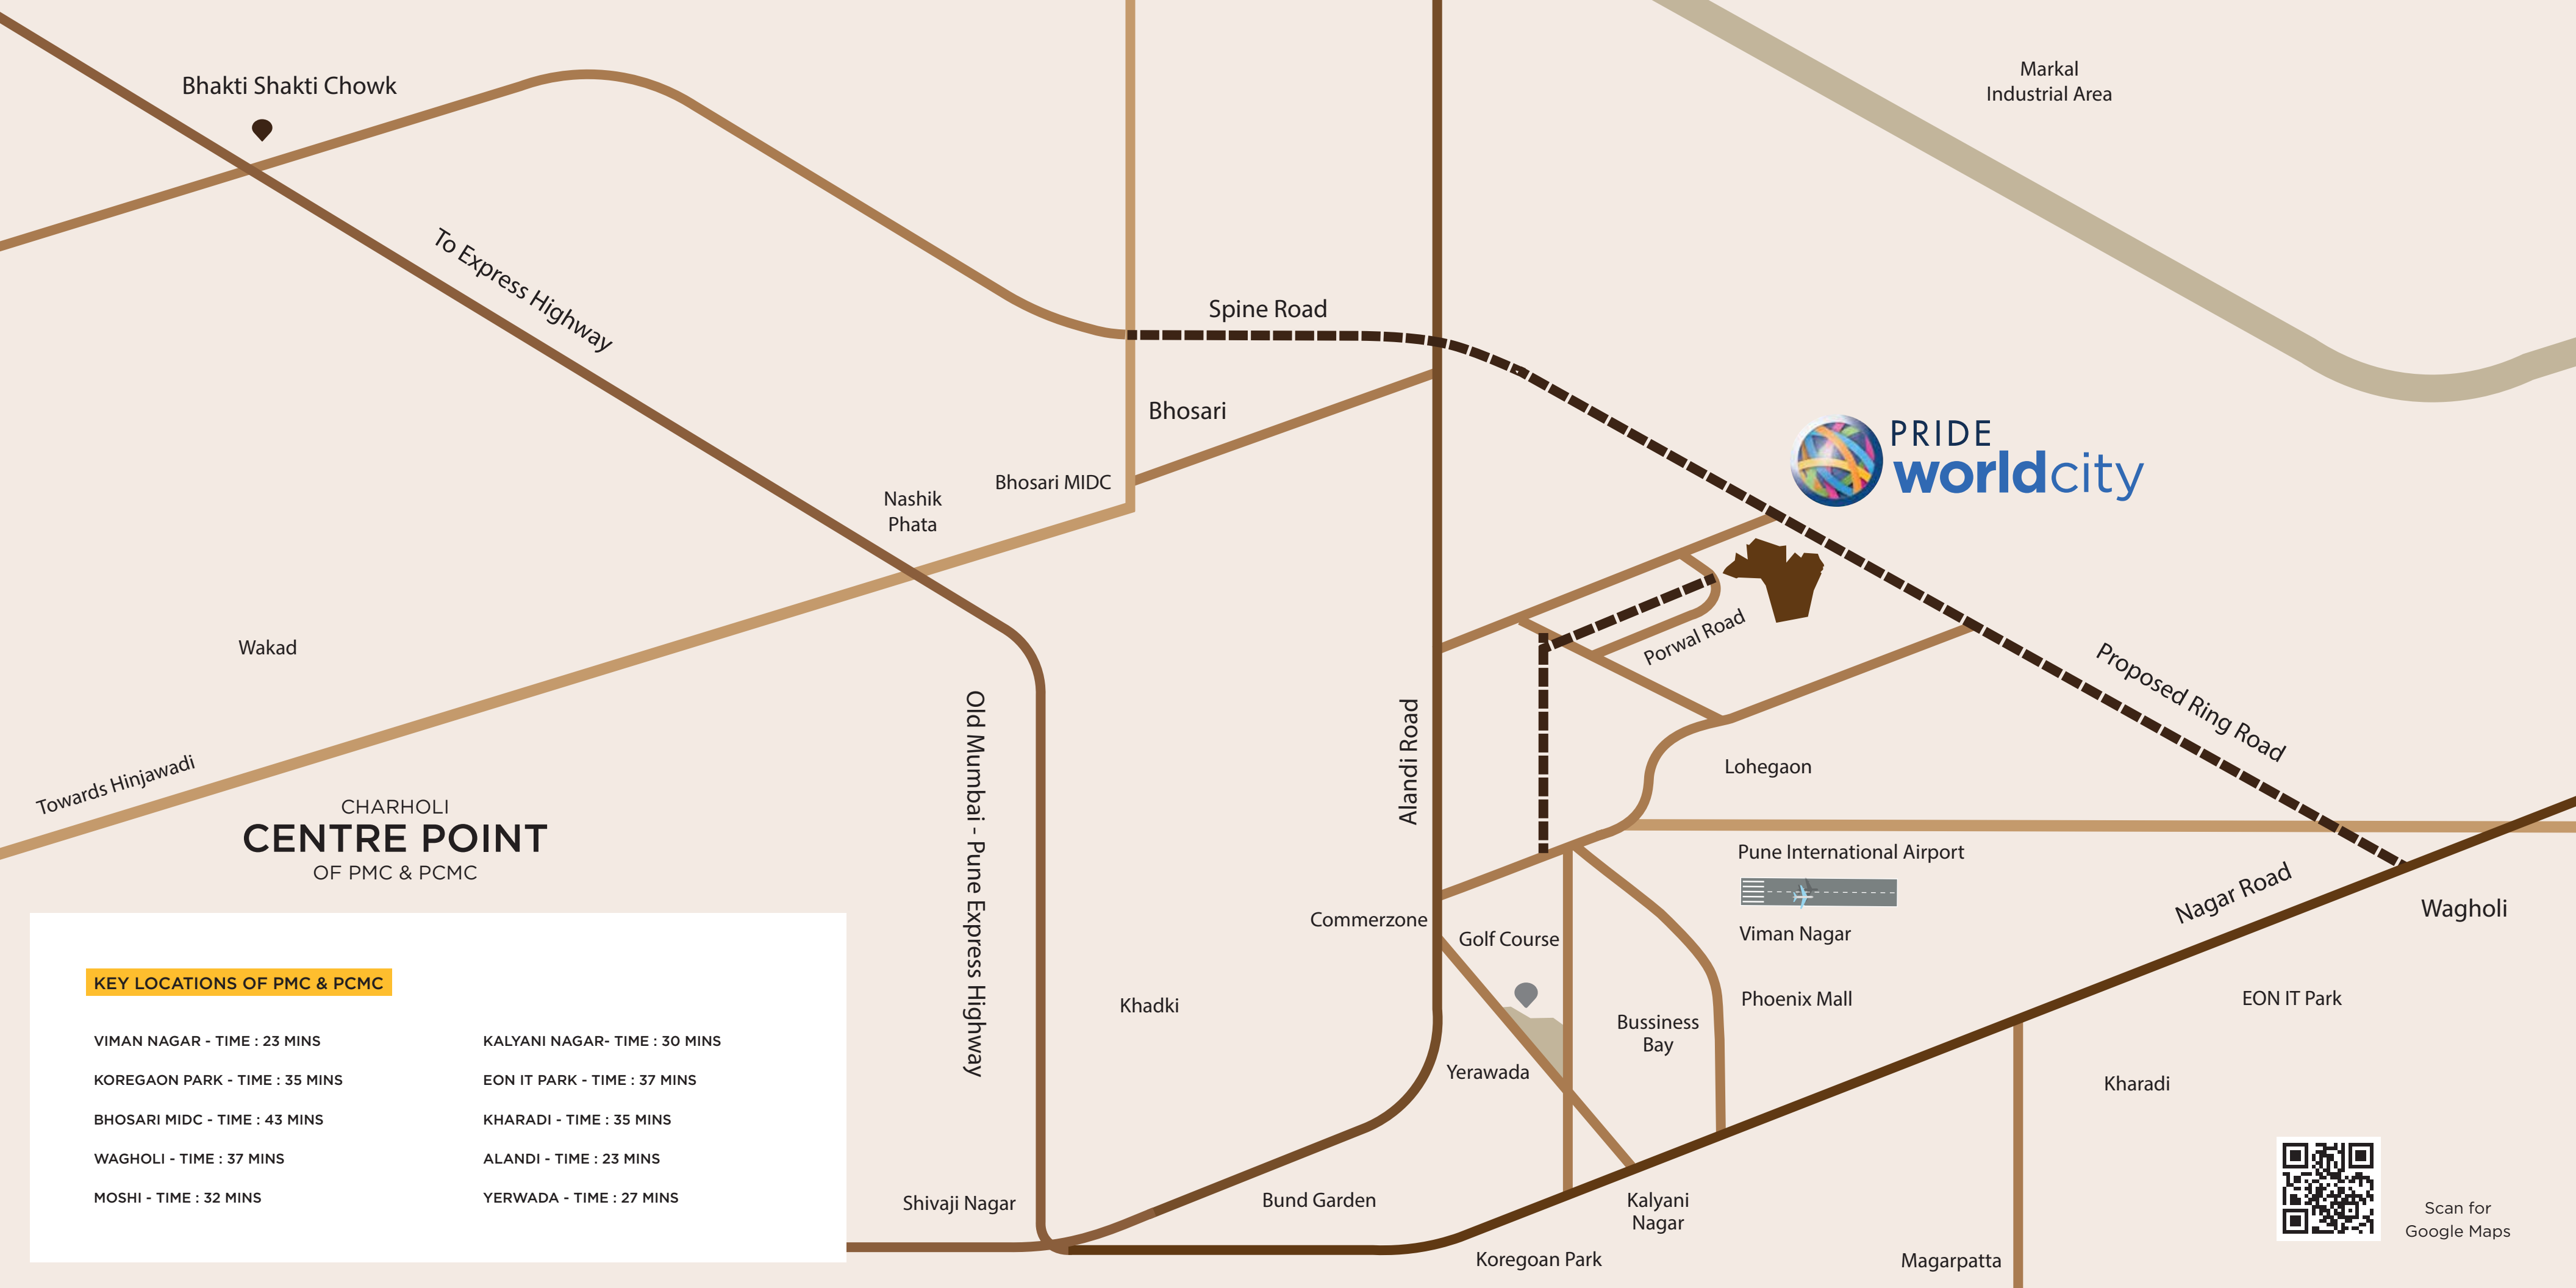 Bhakti Shakti Chowk
Markal
Industrial Area
To Express Highway
Spine Road
Bhosari
PRIDE
worldcity
Bhosari MIDC
Nashik
Phata
Wakad
Porwal Road
Proposed Ring Road
Old Mumbai - Pune Express Highway
Alandi Road
Towards Hinjawadi
Lohegaon
CHARHOLI
CENTRE POINT
OF PMC & PCMC
Pune International Airport
Nagar Road
Wagholi
Commerzone
Golf Course
Viman Nagar
Khadki
Phoenix Mall
EON IT Park
Bussiness
Bay
Yerawada
Kharadi
KEY LOCATIONS OF PMC & PCMC
VIMAN NAGAR - TIME : 23 MINS
KOREGAON PARK - TIME : 35 MINS
BHOSARI MIDC - TIME : 43 MINS
WAGHOLI - TIME : 37 MINS
MOSHI - TIME : 32 MINS
KALYANI NAGAR- TIME : 30 MINS
EON IT PARK - TIME : 37 MINS
KHARADI - TIME : 35 MINS
ALANDI - TIME : 23 MINS
YERWADA - TIME : 27 MINS
Shivaji Nagar
Bund Garden
Kalyani
Nagar
Koregoan Park
Magarpatta
Scan for
Google Maps